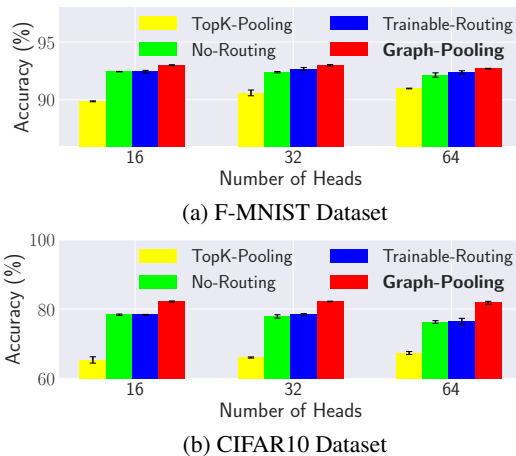 TopK-Pooling
Trainable-Routing
No-Routing
Graph-Pooling
95
90
Accuracy (%)
16
32
64
Number of Heads
(a) F-MNIST Dataset
TopK-Pooling
Trainable-Routing
No-Routing
Graph-Pooling
100
80
60
Accuracy (%)
16
32
64
Number of Heads
(b) CIFAR10 Dataset